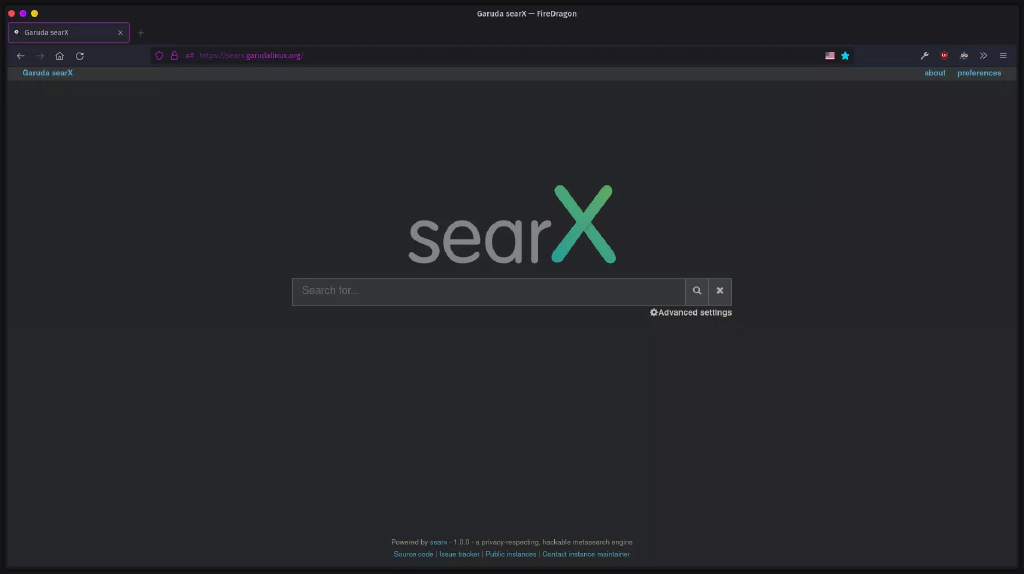 Garuda searX — FireDragon
Garuda searX
https://searx.garudalinux.org/
Garuda searX about preferences
searX
Search for...
Advanced settings
Powered by searx - 1.0.0 - a privacy-respecting, hackable metasearch engine
Source code | Issue tracker | Public instances | Contact instance maintainer